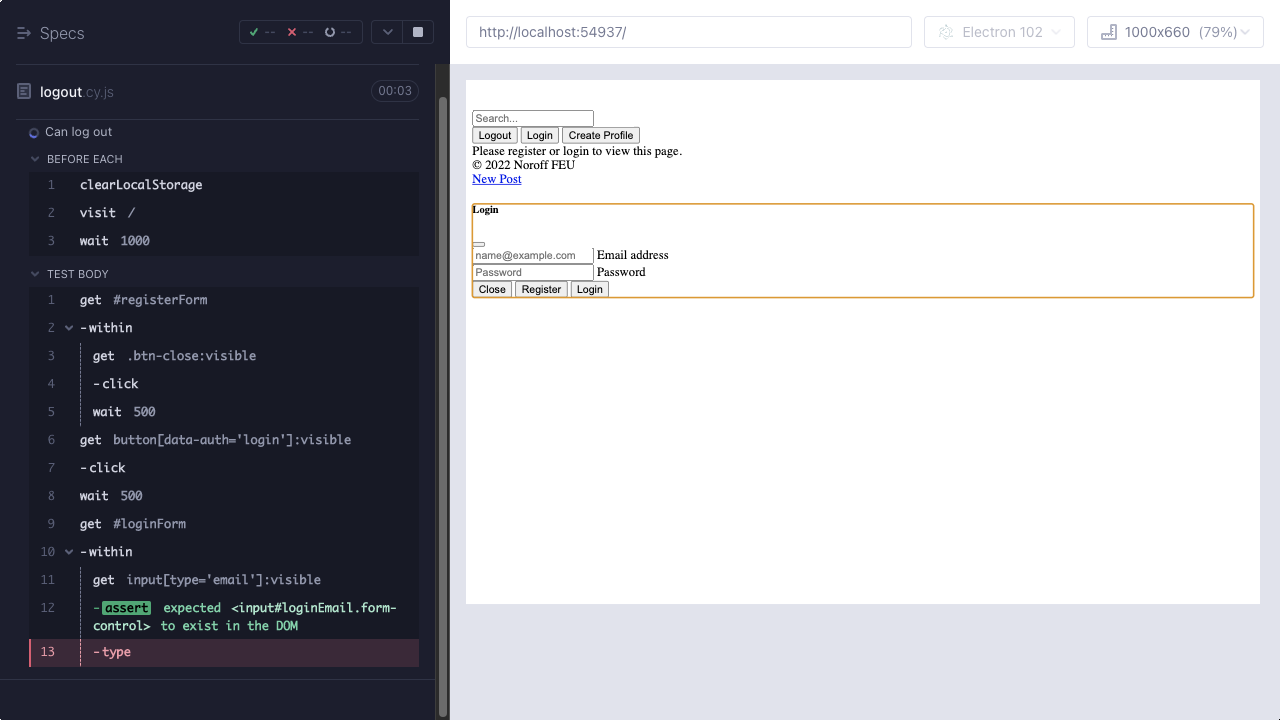 Specs
-- -- --
logout.cy.js
00:03
Can log out
BEFORE EACH
1 clearLocalStorage
2 visit /
3 wait 1000
TEST BODY
1 get #registerForm
2 -within
3 get .btn-close:visible
4 -click
5 wait 500
6 get button[data-auth='login']:visible
7 -click
8 wait 500
9 get #loginForm
10 -within
11 get input[type='email']:visible
12 -assert expected <input#loginEmail.form-
control> to exist in the DOM
13 -type
http://localhost:54937/
Electron 102
1000x660 (79%)
Search...
Logout Login Create Profile
Please register or login to view this page.
© 2022 Noroff FEU
New Post
Login
name@example.com Email address
Password Password
Close Register Login